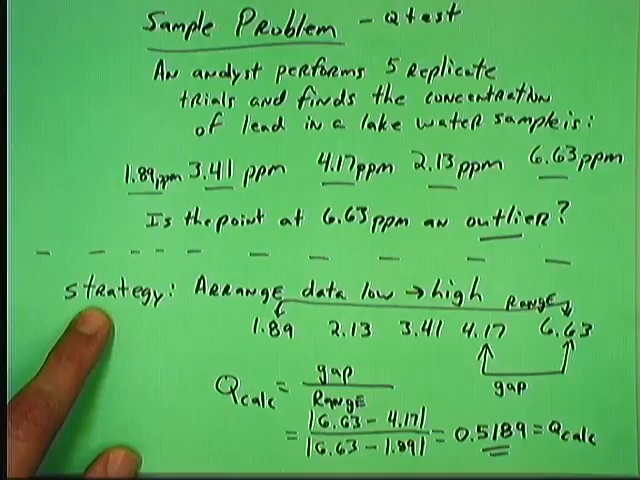 Sample Problem - Q test
An analyst performs 5 Replicate
trials and finds the concentration
of lead in a lake water sample is:
1.89ppm 3.41 ppm 4.17ppm 2.13ppm 6.63ppm
Is the point at 6.63ppm an outlier?
Strategy: Arrange data low → high Range
1.89 2.13 3.41 4.17 6.63
gap
Qcalc = gap / Range
= |6.63 - 4.17| / |6.63 - 1.89| = 0.5189 = Qcalc